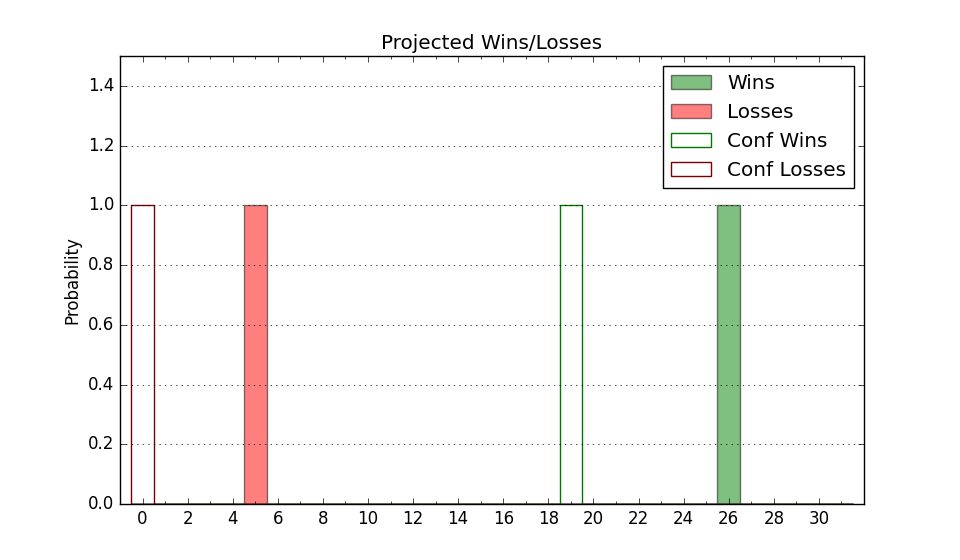 Projected Wins/Losses
1.4
1.2
1.0
0.8
0.6
0.4
0.2
0.0
Probability
Wins
Losses
Conf Wins
Conf Losses
0 2 4 6 8 10 12 14 16 18 20 22 24 26 28 30